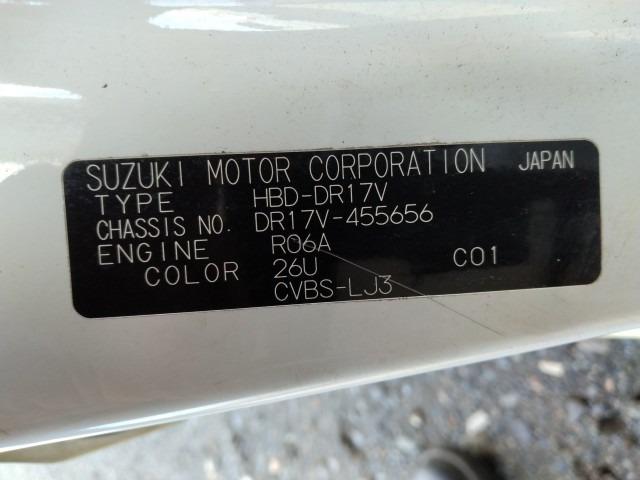 SUZUKI MOTOR CORPORATION JAPAN
TYPE HBD-DR17V
CHASSIS NO. DR17V-455656
ENGINE R06A
COLOR 26U C01
CVBS-LJ3